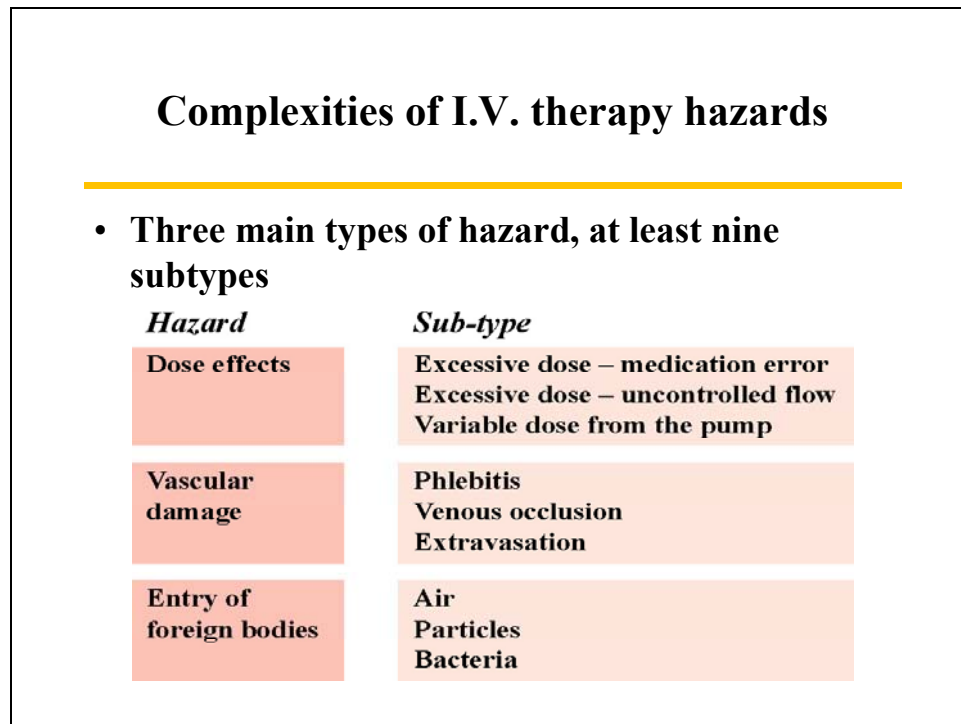 Complexities of I.V. therapy hazards
• Three main types of hazard, at least nine
subtypes
Hazard Sub-type
Dose effects Excessive dose – medication error
Excessive dose – uncontrolled flow
Variable dose from the pump
Vascular Phlebitis
damage Venous occlusion
Extravasation
Entry of Air
foreign bodies Particles
Bacteria